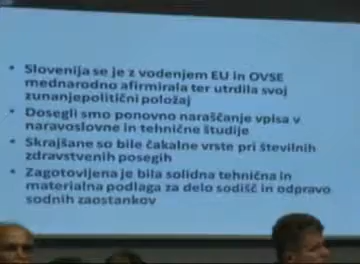 • Slovenija se je z vodenjem EU in OVSE
mednarodno afirmirala ter utrdila svoj
zunanjepolitični položaj
• Dosegli smo ponovno naraščanje vpisa v
naravoslovne in tehnične študije
• Skrajšane so bile čakalne vrste pri številnih
zdravstvenih posegih
• Zagotovljena je bila solidna tehnična in
materialna podlaga za delo sodišč in odpravo
sodnih zaostankov